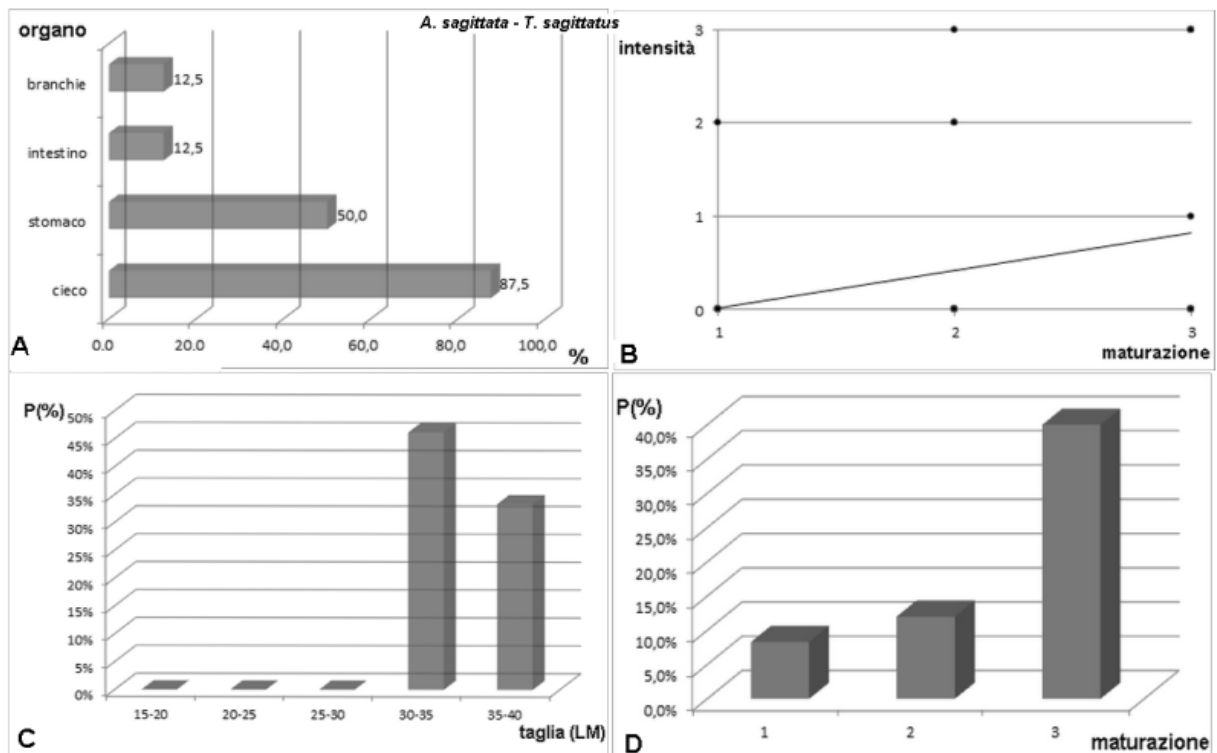 A. sagittata - T. sagittatus
organo
branchie
12,5
intestino
12,5
stomaco
50,0
cieco
87,5
0.0 20.0 40,0 60,0 80,0 100,0
%
A
intensità
3
2
1
0
1 2 3
maturazione
B
P(%)
50%
45%
40%
35%
30%
25%
20%
15%
10%
5%
0%
15-20 20-25 25-30 30-35 35-40
taglia (LM)
C
P(%)
40,0%
35,0%
30,0%
25,0%
20,0%
15,0%
10,0%
5,0%
0,0%
1 2 3
maturazione
D